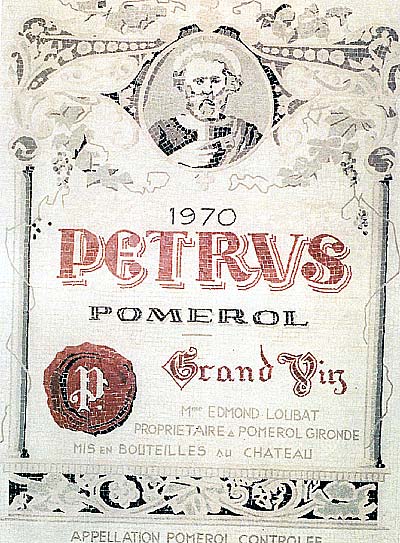 1970
PETRVS
POMEROL
Grand Vin
P.
Mme EDMOND LOUBAT
PROPRIETAIRE A POMEROL GIRONDE
MIS EN BOUTEILLES AU CHATEAU
APPELLATION POMEROL CONTROLEE